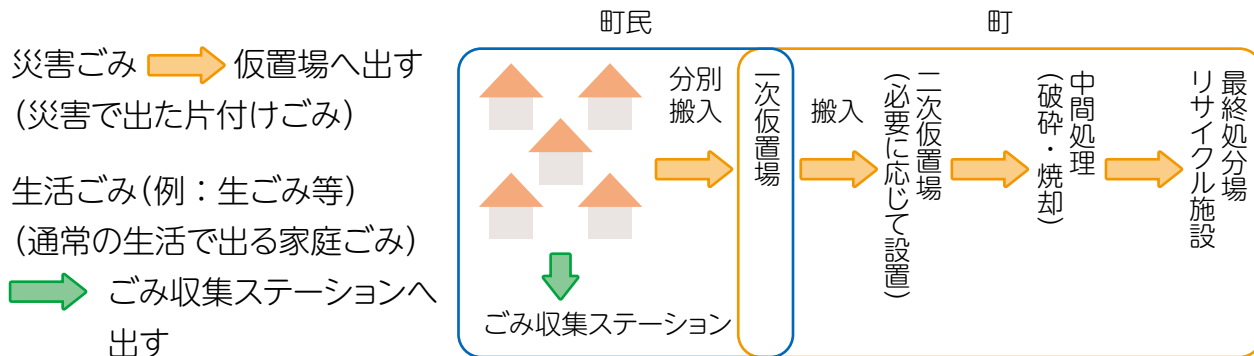 災害ごみ 仮置場へ出す
(災害で出た片付けごみ)
生活ごみ(例：生ごみ等)
(通常の生活で出る家庭ごみ)
ごみ収集ステーションへ
出す
町民
町
分別
搬入
ごみ収集ステーション
一次仮置場
搬入
二次仮置場
(必要に応じて設置)
中間処理
(破砕・焼却)
最終処分場
リサイクル施設